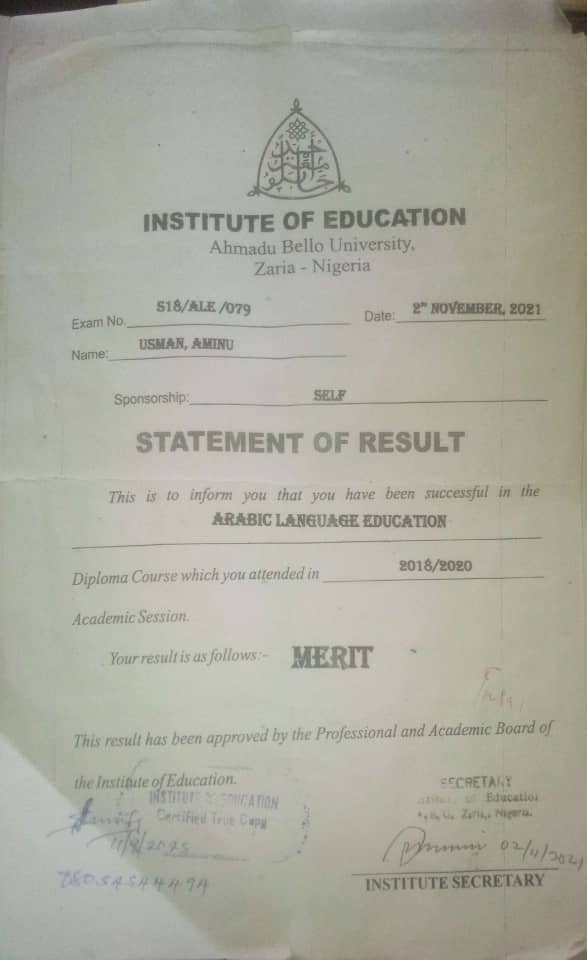 INSTITUTE OF EDUCATION
Ahmadu Bello University,
Zaria - Nigeria
Exam No. S18/ALE /079 Date: 2ⁿᵈ NOVEMBER, 2021
Name: USMAN, AMINU
Sponsorship: SELF
STATEMENT OF RESULT
This is to inform you that you have been successful in the
ARABIC LANGUAGE EDUCATION
Diploma Course which you attended in 2018/2020
Academic Session.
Your result is as follows:- MERIT
This result has been approved by the Professional and Academic Board of
the Institute of Education.
INSTITUTE OF EDUCATION
Certified True Copy
SECRETARY
Education
Zaria, Nigeria.
02/11/2021
INSTITUTE SECRETARY